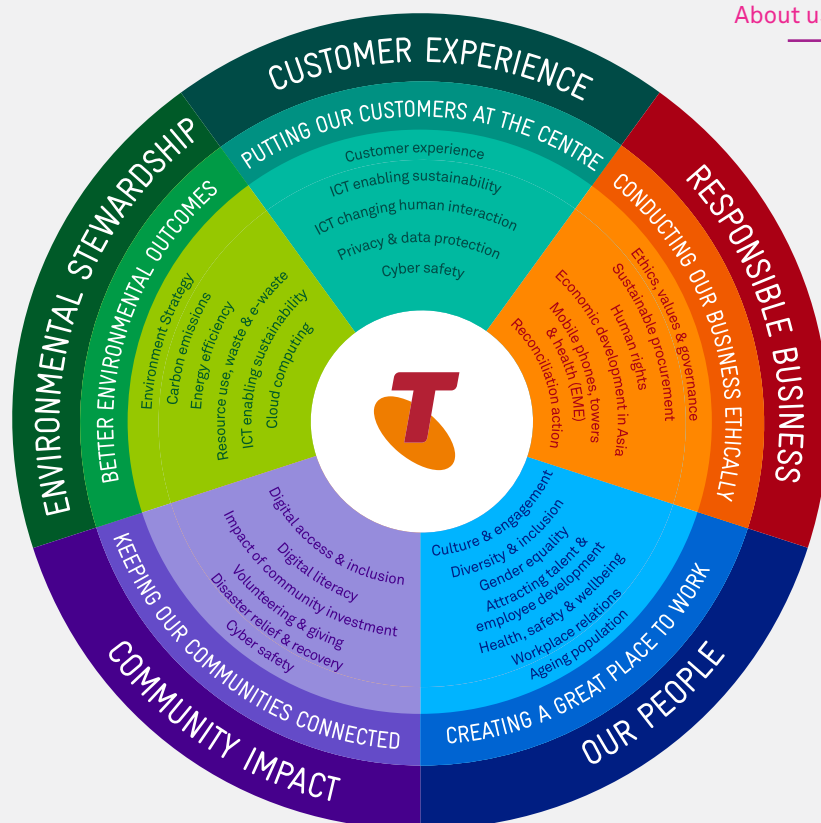 About u
CUSTOMER EXPERIENCE
PUTTING OUR CUSTOMERS AT THE CENTRE
Customer experience
ICT enabling sustainability
ICT changing human interaction
Privacy & data protection
Cyber safety
RESPONSIBLE BUSINESS
CONDUCTING OUR BUSINESS ETHICALLY
Ethics, values & governance
Sustainable procurement
Human rights
Economic development in Asia
Mobile phones, towers
& health (EME)
Reconciliation action
OUR PEOPLE
CREATING A GREAT PLACE TO WORK
Culture & engagement
Diversity & inclusion
Gender equality
Attracting talent &
employee development
Health, safety & wellbeing
Workplace relations
Ageing population
COMMUNITY IMPACT
KEEPING OUR COMMUNITIES CONNECTED
Digital access & inclusion
Digital literacy
Impact of community investment
Volunteering & giving
Disaster relief & recovery
Cyber safety
ENVIRONMENTAL STEWARDSHIP
BETTER ENVIRONMENTAL OUTCOMES
Environment Strategy
Carbon emissions
Energy efficiency
Resource use, waste & e-waste
ICT enabling sustainability
Cloud computing
T